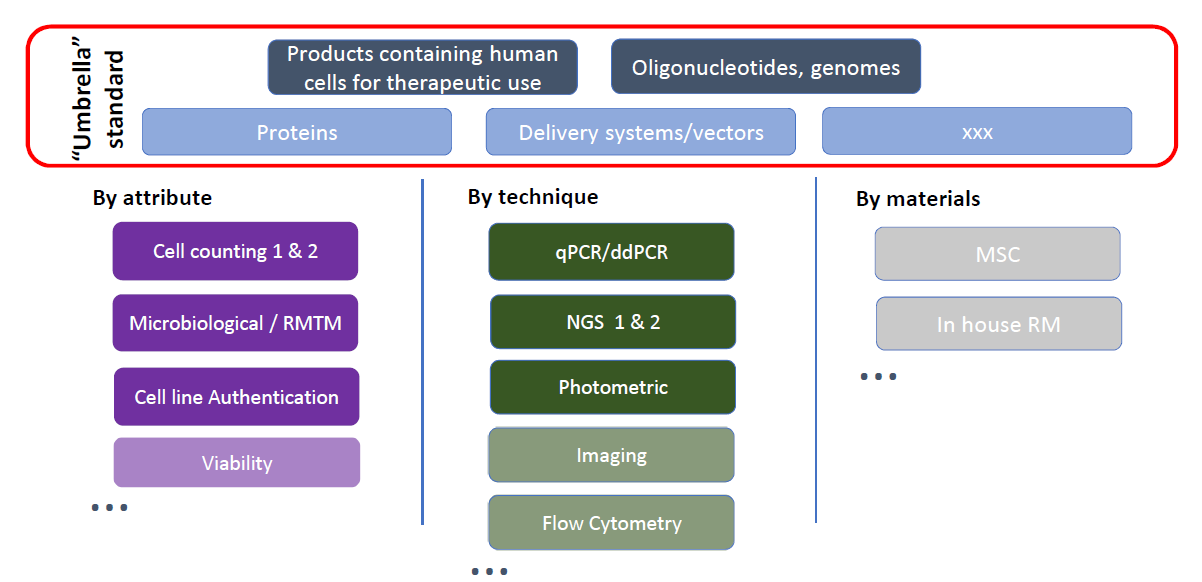 “Umbrella”
standard
Products containing human
cells for therapeutic use
Oligonucleotides, genomes
Proteins
Delivery systems/vectors
xxx
By attribute
Cell counting 1 & 2
Microbiological / RMTM
Cell line Authentication
Viability
...
By technique
qPCR/ddPCR
NGS 1 & 2
Photometric
Imaging
Flow Cytometry
...
By materials
MSC
In house RM
...